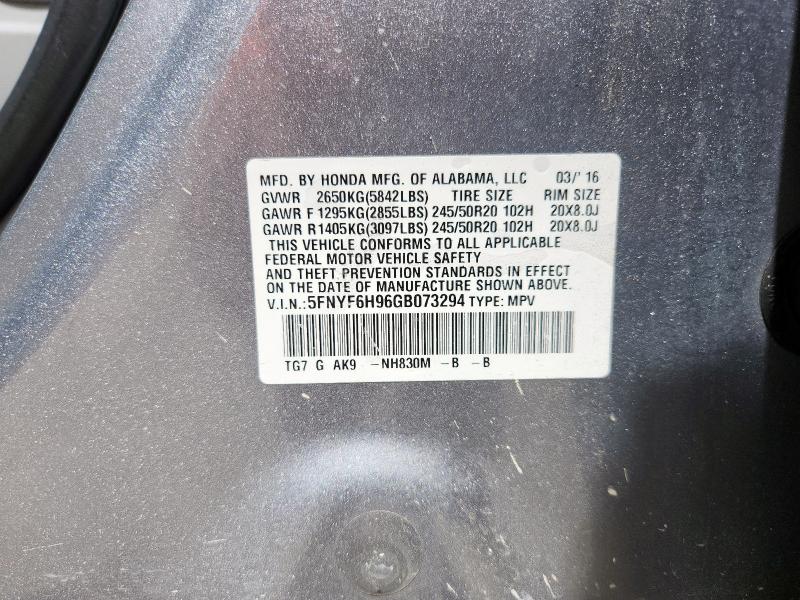 MFD. BY HONDA MFG. OF ALABAMA, LLC 03/' 16
GVWR 2650KG(5842LBS) TIRE SIZE RIM SIZE
GAWR F 1295KG(2855LBS) 245/50R20 102H 20X8.0J
GAWR R1405KG(3097LBS) 245/50R20 102H 20X8.0J
THIS VEHICLE CONFORMS TO ALL APPLICABLE
FEDERAL MOTOR VEHICLE SAFETY
AND THEFT PREVENTION STANDARDS IN EFFECT
ON THE DATE OF MANUFACTURE SHOWN ABOVE.
V.I.N.:5FNYF6H96GB073294 TYPE: MPV
TG7 G AK9 -NH830M -B -B